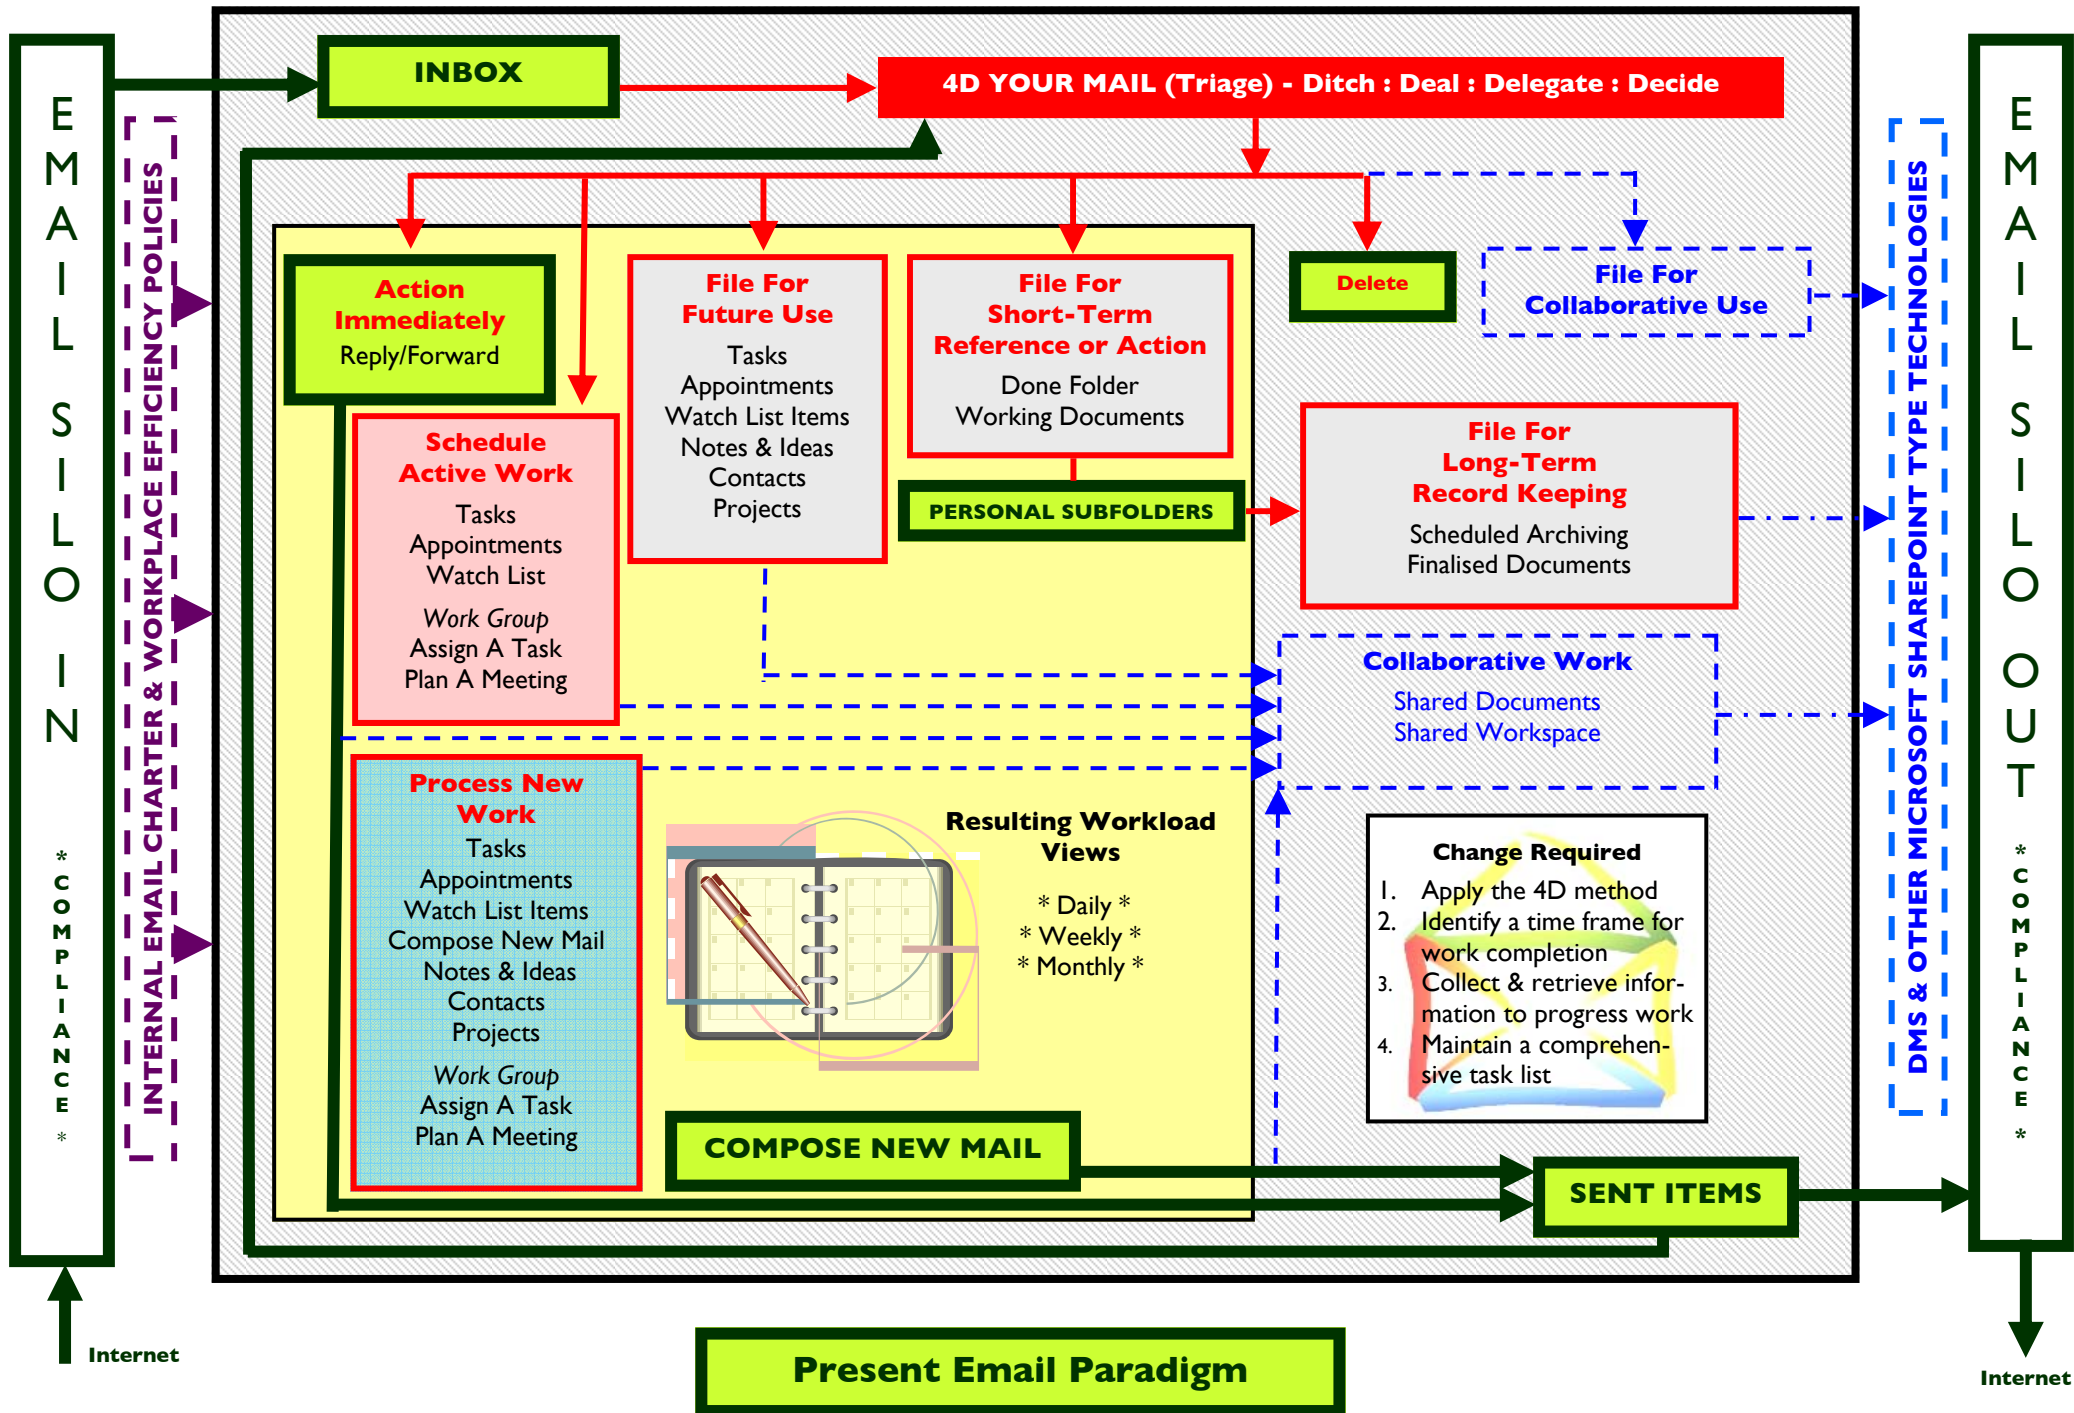 EMAIL SILO IN
*COMPLIANCE*
Internet
INTERNAL EMAIL CHARTER & WORKPLACE EFFICIENCY POLICIES
INBOX
4D YOUR MAIL (Triage) - Ditch : Deal : Delegate : Decide
Action
Immediately
Reply/Forward
Schedule
Active Work
Tasks
Appointments
Watch List
Work Group
Assign A Task
Plan A Meeting
File For
Future Use
Tasks
Appointments
Watch List Items
Notes & Ideas
Contacts
Projects
File For
Short-Term
Reference or Action
Done Folder
Working Documents
PERSONAL SUBFOLDERS
Delete
File For
Collaborative Use
File For
Long-Term
Record Keeping
Scheduled Archiving
Finalised Documents
Collaborative Work
Shared Documents
Shared Workspace
Process New
Work
Tasks
Appointments
Watch List Items
Compose New Mail
Notes & Ideas
Contacts
Projects
Work Group
Assign A Task
Plan A Meeting
Resulting Workload
Views
* Daily *
* Weekly *
* Monthly *
Change Required
1. Apply the 4D method
2. Identify a time frame for
work completion
3. Collect & retrieve infor-
mation to progress work
4. Maintain a comprehen-
sive task list
COMPOSE NEW MAIL
SENT ITEMS
DMS & OTHER MICROSOFT SHAREPOINT TYPE TECHNOLOGIES
EMAIL SILO OUT
*COMPLIANCE*
Internet
Present Email Paradigm